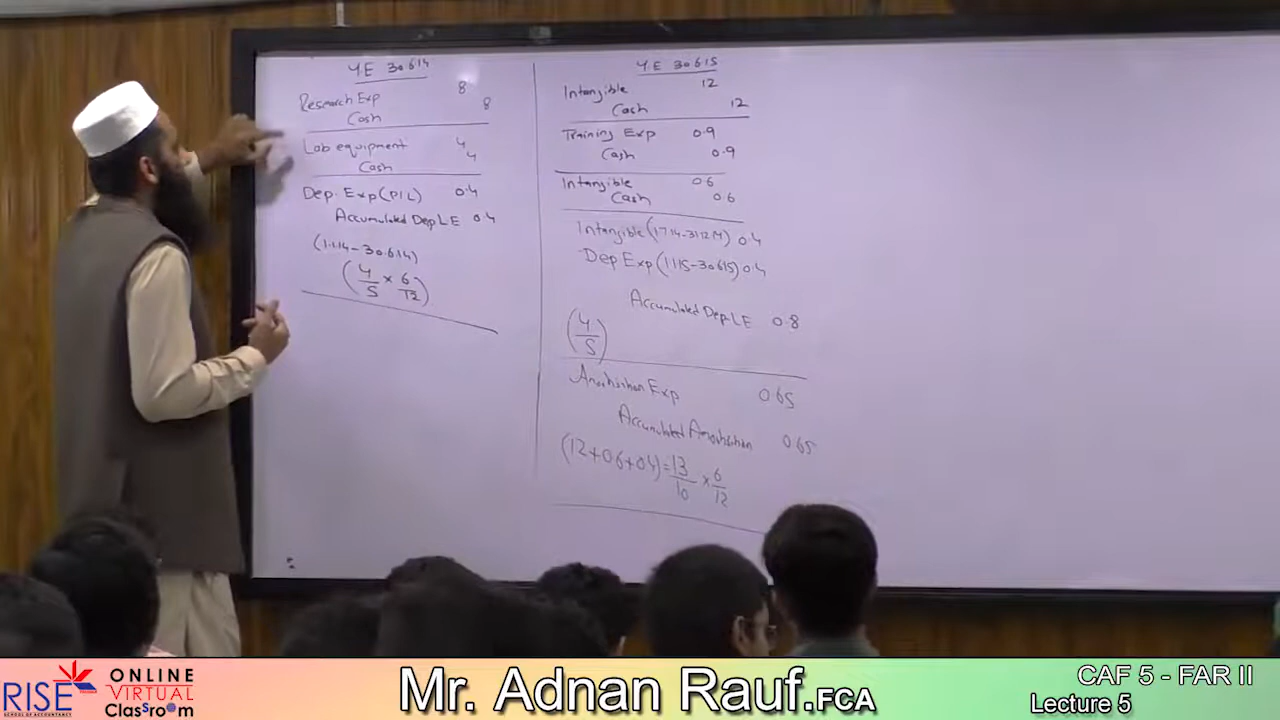 Y.E 30.6.14
Research Exp 8
Cash 8
Lab equipment 4
Cash 4
Dep. Exp (P/L) 0.4
Accumulated Dep LE 0.4
(1.1.14 - 30.6.14)
(4/5 × 6/12)
Y.E 30.6.15
Intangible 12
Cash 12
Training Exp 0.9
Cash 0.9
Intangible 0.6
Cash 0.6
Intangible (1.7.14 - 31.12.14) 0.4
Dep Exp (1.1.15 - 30.6.15) 0.4
Accumulated Dep LE 0.8
(4/5)
Amortisation Exp 0.65
Accumulated Amortisation 0.65
(12+0.6+0.4) = 13/10 × 6/12
RISE
SCHOOL OF ACCOUNTANCY
ONLINE
VIRTUAL
Classroom
Mr. Adnan Rauf.FCA
CAF 5 - FAR II
Lecture 5